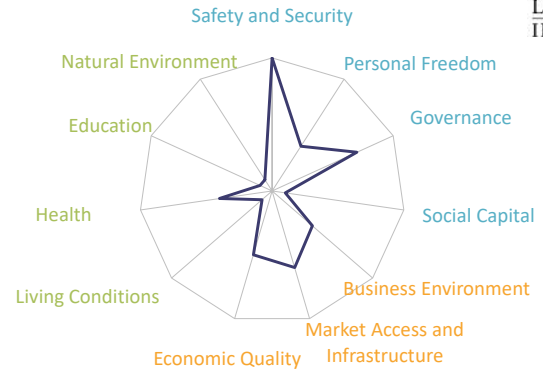 Safety and Security
Natural Environment
Personal Freedom
Education
Governance
Health
Social Capital
Living Conditions
Business Environment
Economic Quality
Market Access and
Infrastructure